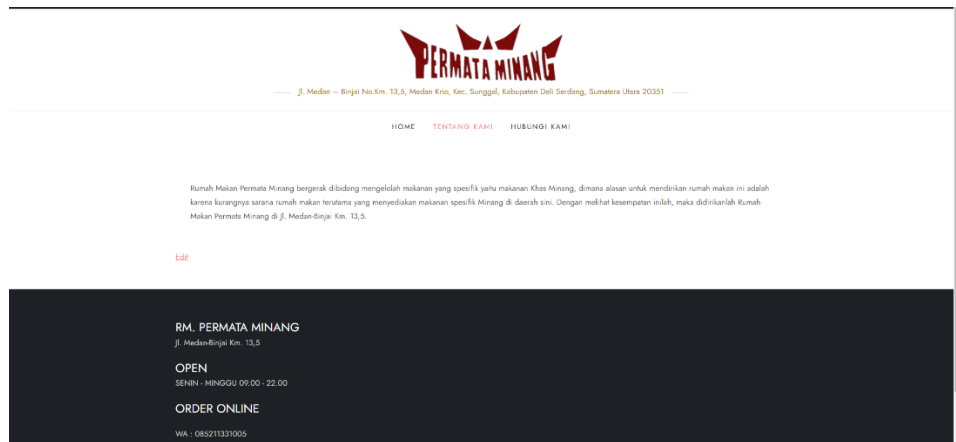 PERMATA MINANG
Jl. Medan – Binjai No.Km. 13,5, Medan Krio, Kec. Sunggal, Kabupaten Deli Serdang, Sumatera Utara 20351
HOME TENTANG KAMI HUBUNGI KAMI
Rumah Makan Permata Minang bergerak dibidang mengelolah makanan yang spesifik yaitu makanan Khas Minang, dimana alasan untuk mendirikan rumah makan ini adalah
karena kurangnya sarana rumah makan terutama yang menyediakan makanan spesifik Minang di daerah sini. Dengan melihat kesempatan inilah, maka didirikanlah Rumah
Makan Permata Minang di Jl. Medan-Binjai Km. 13,5.
Edit
RM. PERMATA MINANG
Jl. Medan-Binjai Km. 13,5
OPEN
SENIN - MINGGU 09.00 - 22.00
ORDER ONLINE
WA : 085211331005